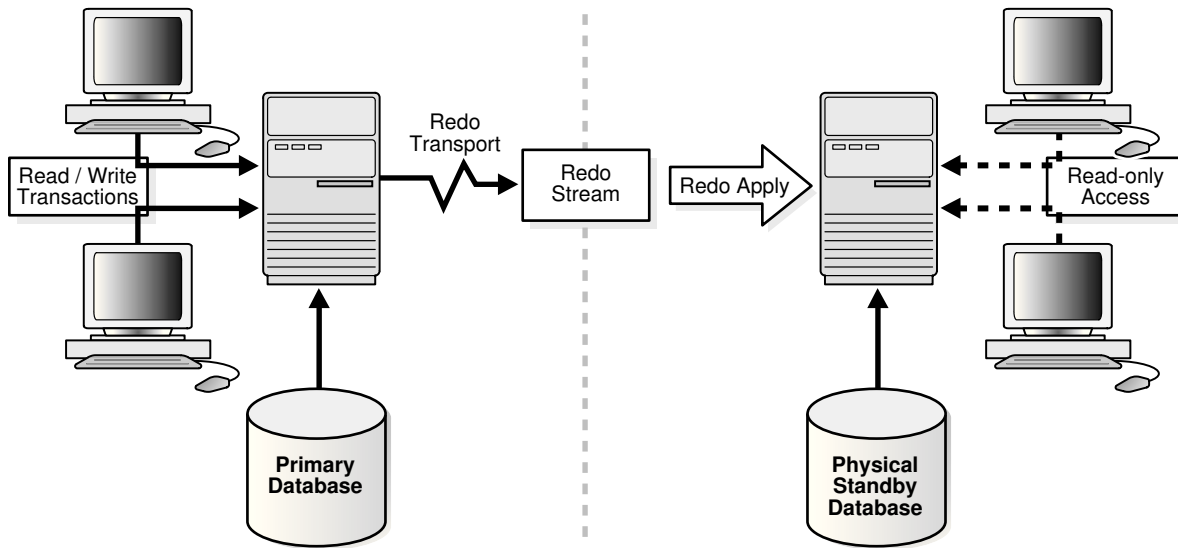 Redo
Transport
Read / Write
Transactions
Redo
Stream
Redo Apply
Read-only
Access
Primary
Database
Physical
Standby
Database